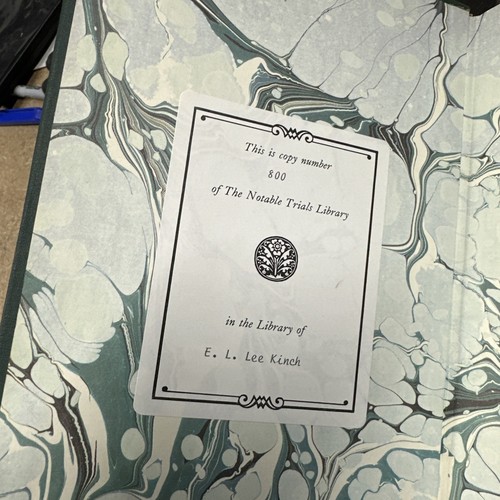 This is copy number
800
of The Notable Trials Library
in the Library of
E. L. Lee Kinch